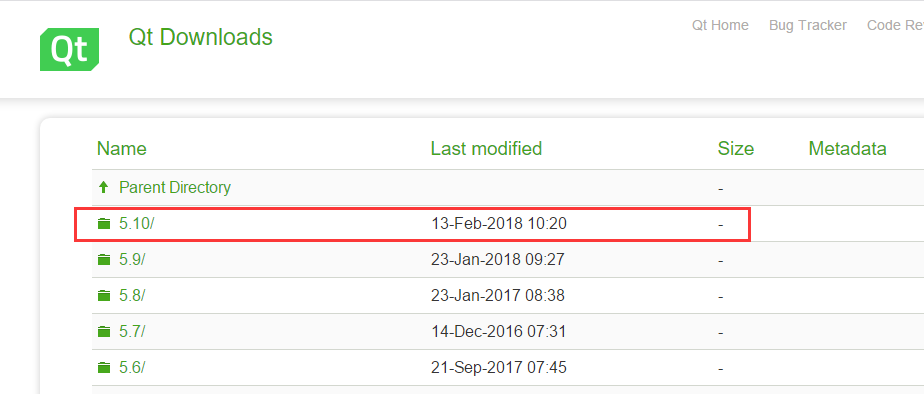 Qt
Qt Downloads
Qt Home Bug Tracker Code Re
Name Last modified Size Metadata
Parent Directory -
5.10/ 13-Feb-2018 10:20 -
5.9/ 23-Jan-2018 09:27 -
5.8/ 23-Jan-2017 08:38 -
5.7/ 14-Dec-2016 07:31 -
5.6/ 21-Sep-2017 07:45 -